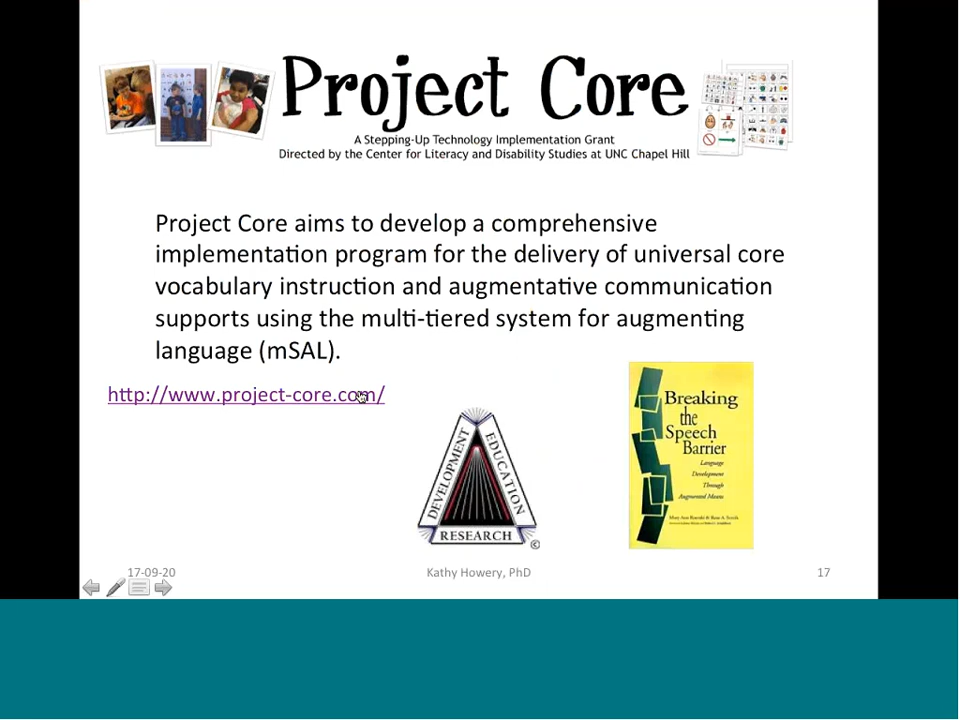 Project Core
A Stepping-Up Technology Implementation Grant
Directed by the Center for Literacy and Disability Studies at UNC Chapel Hill
Project Core aims to develop a comprehensive
implementation program for the delivery of universal core
vocabulary instruction and augmentative communication
supports using the multi-tiered system for augmenting
language (mSAL).
http://www.project-core.com/
DEVELOPMENT
EDUCATION
RESEARCH
©
Breaking
the
Speech
Barrier
Language
Development
Through
Augmented Means
17-09-20
Kathy Howery, PhD
17